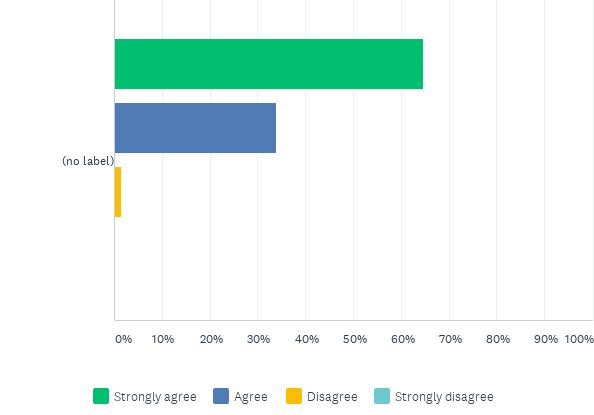 (no label)
0% 10% 20% 30% 40% 50% 60% 70% 80% 90% 100%
Strongly agree Agree Disagree Strongly disagree